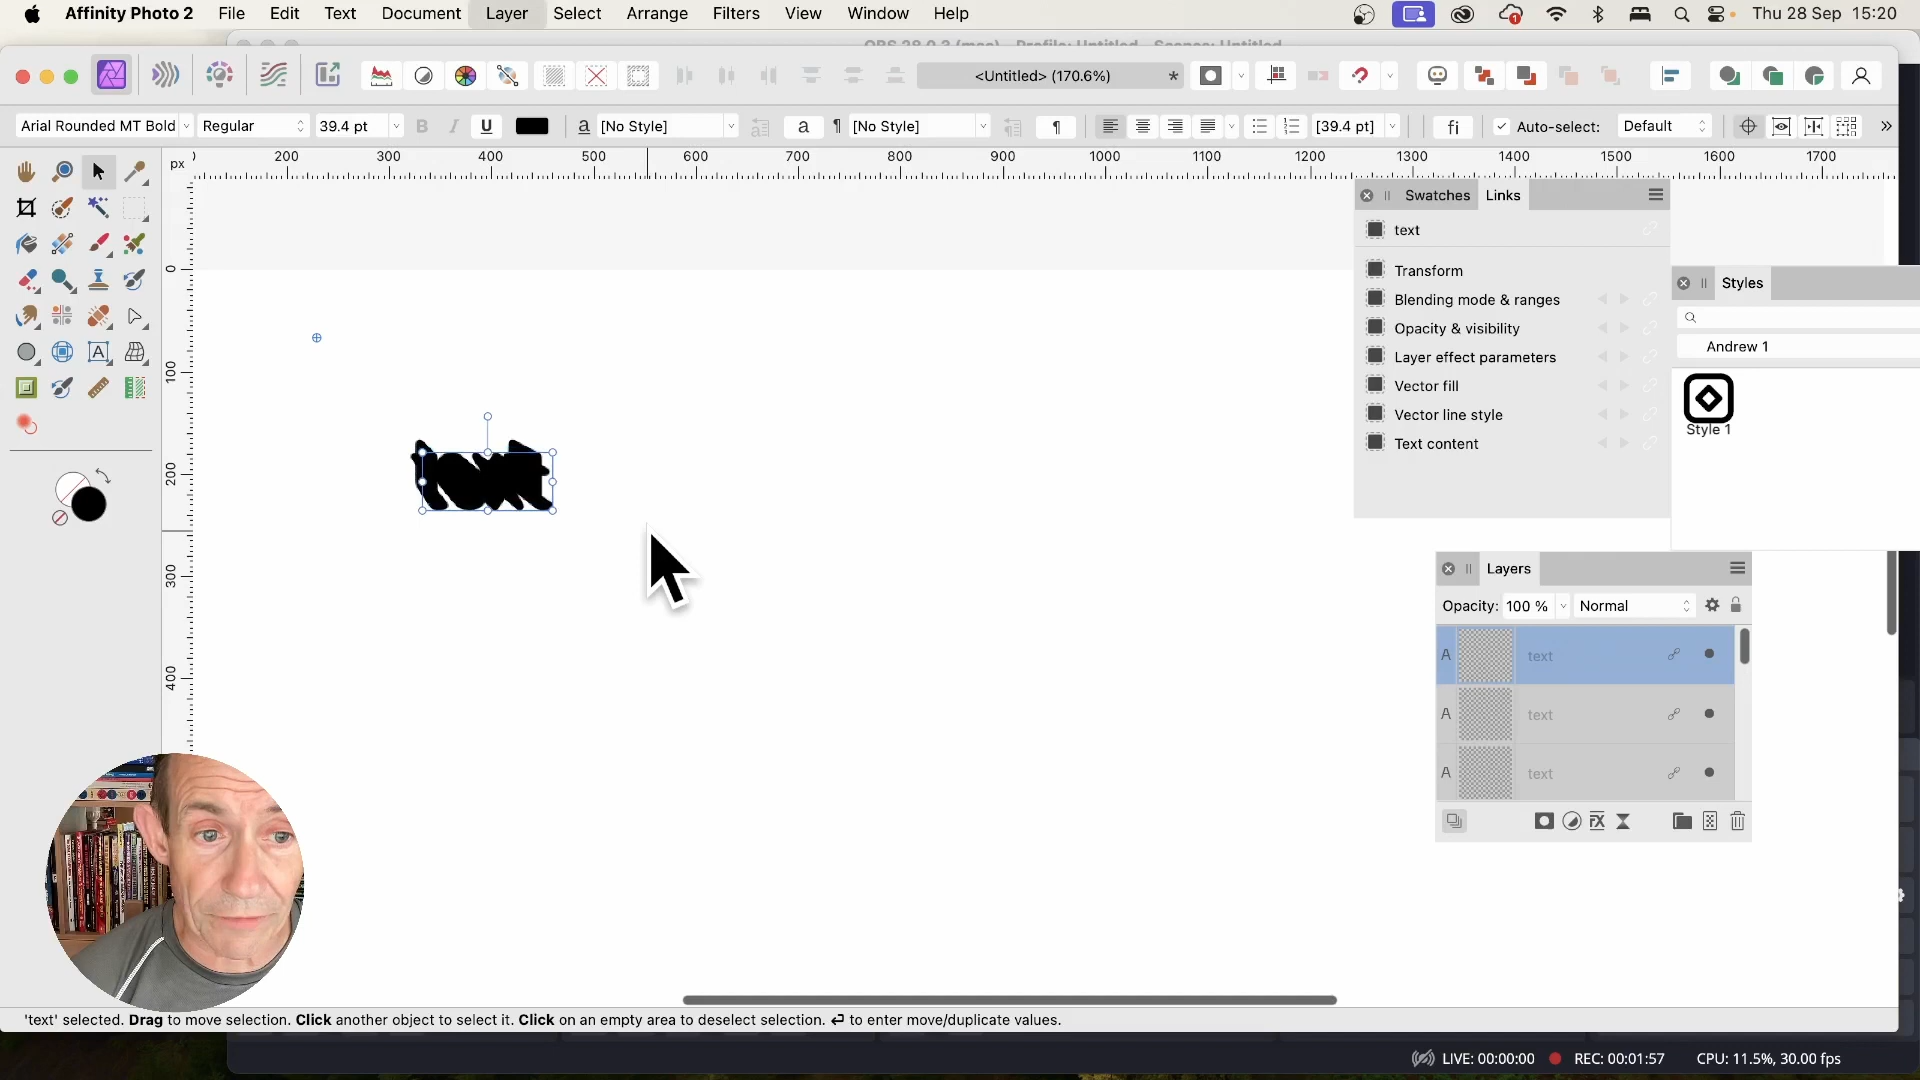 Affinity Photo 2 File Edit Text Document Layer Select Arrange Filters View Window Help Thu 28 Sep 15:20
<Untitled> (170.6%) *
Arial Rounded MT Bold Regular 39.4 pt B I U a [No Style] a ¶ [No Style] ¶ [39.4 pt] fi Auto-select: Default »
px 200 300 400 500 600 700 800 900 1000 1100 1200 1300 1400 1500 1600 1700
0
100
200
300
400
Swatches Links
text
Transform
Blending mode & ranges
Opacity & visibility
Layer effect parameters
Vector fill
Vector line style
Text content
Styles
Andrew 1
Style 1
Layers
Opacity: 100 % Normal
A text
A text
A text
'text' selected. Drag to move selection. Click another object to select it. Click on an empty area to deselect selection. ↵ to enter move/duplicate values.
LIVE: 00:00:00 REC: 00:01:57 CPU: 11.5%, 30.00 fps